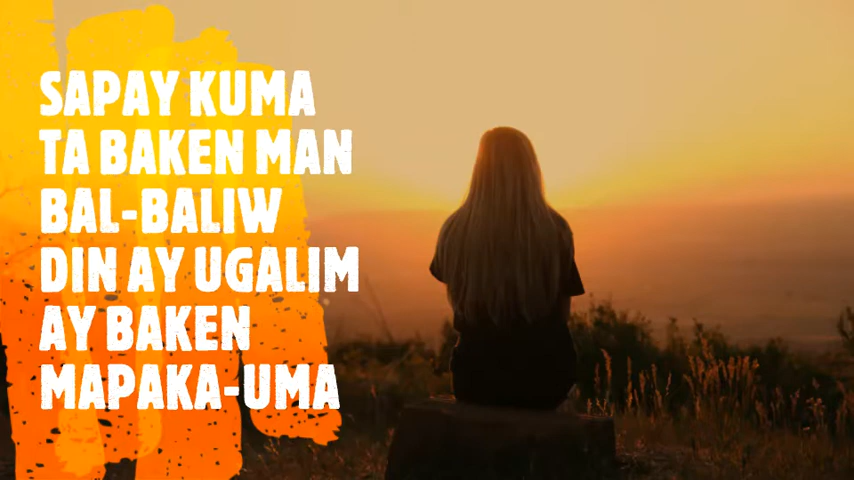 SAPAY KUMA
TA BAKEN MAN
BAL-BALIW
DIN AY UGALIM
AY BAKEN
MAPAKA-UMA